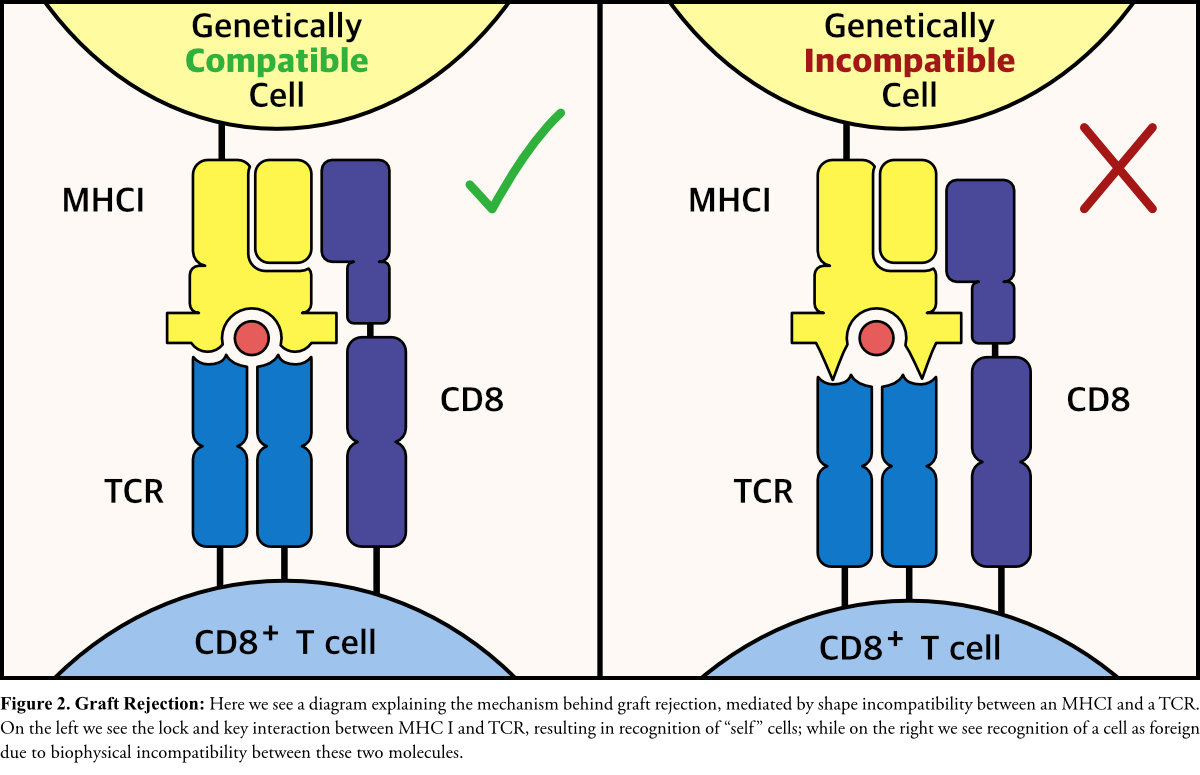 Genetically
Compatible
Cell
MHCI
CD8
TCR
CD8+ T cell
Genetically
Incompatible
Cell
MHCI
CD8
TCR
CD8+ T cell
Figure 2. Graft Rejection: Here we see a diagram explaining the mechanism behind graft rejection, mediated by shape incompatibility between an MHCI and a TCR.
On the left we see the lock and key interaction between MHC I and TCR, resulting in recognition of “self” cells; while on the right we see recognition of a cell as foreign
due to biophysical incompatibility between these two molecules.